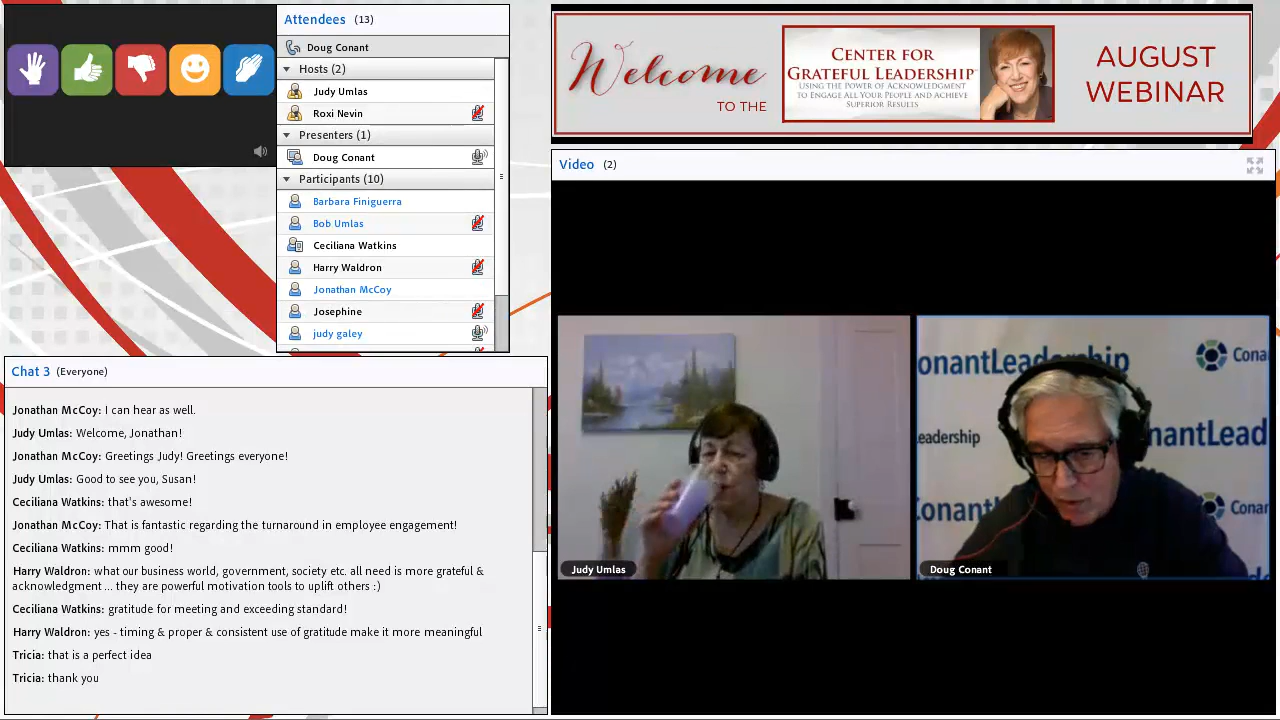 Attendees (13)
Doug Conant
Hosts (2)
Judy Umlas
Roxi Nevin
Presenters (1)
Doug Conant
Participants (10)
Barbara Finiguerra
Bob Umlas
Ceciliana Watkins
Harry Waldron
Jonathan McCoy
Josephine
judy galey
Welcome
TO THE
CENTER FOR
GRATEFUL LEADERSHIP
USING THE POWER OF ACKNOWLEDGMENT
TO ENGAGE ALL YOUR PEOPLE AND ACHIEVE
SUPERIOR RESULTS
AUGUST
WEBINAR
Video (2)
Judy Umlas
onantLeadership
Conan
eadership
nantLead
Conant
Conan
Doug Conant
Chat 3 (Everyone)
Jonathan McCoy: I can hear as well.
Judy Umlas: Welcome, Jonathan!
Jonathan McCoy: Greetings Judy! Greetings everyone!
Judy Umlas: Good to see you, Susan!
Ceciliana Watkins: that's awesome!
Jonathan McCoy: That is fantastic regarding the turnaround in employee engagement!
Ceciliana Watkins: mmm good!
Harry Waldron: what our business world, government, society etc. all need is more grateful &
acknowledgment ... they are powerful motivation tools to uplift others :)
Ceciliana Watkins: gratitude for meeting and exceeding standard!
Harry Waldron: yes - timing & proper & consistent use of gratitude make it more meaningful
Tricia: that is a perfect idea
Tricia: thank you